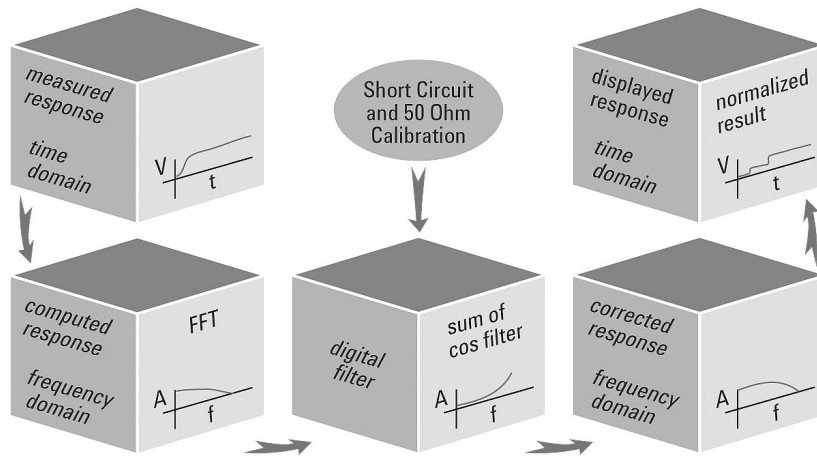 measured
response
time
domain
V
t
computed
response
frequency
domain
FFT
A
f
Short Circuit
and 50 Ohm
Calibration
digital
filter
sum of
cos filter
A
f
corrected
response
frequency
domain
A
f
displayed
response
time
domain
normalized
result
V
t